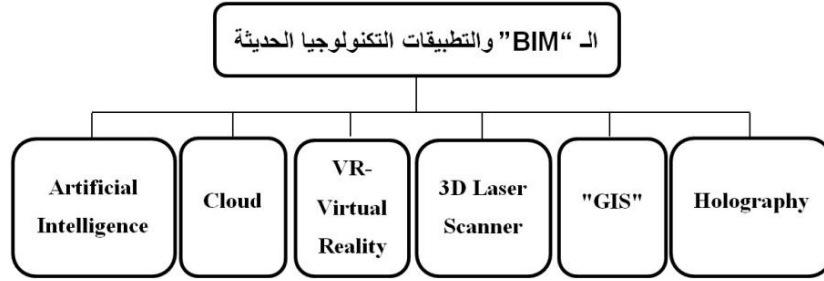 الـ “BIM” والتطبيقات التكنولوجيا الحديثة
Artificial
Intelligence
Cloud
VR-
Virtual
Reality
3D Laser
Scanner
"GIS"
Holography